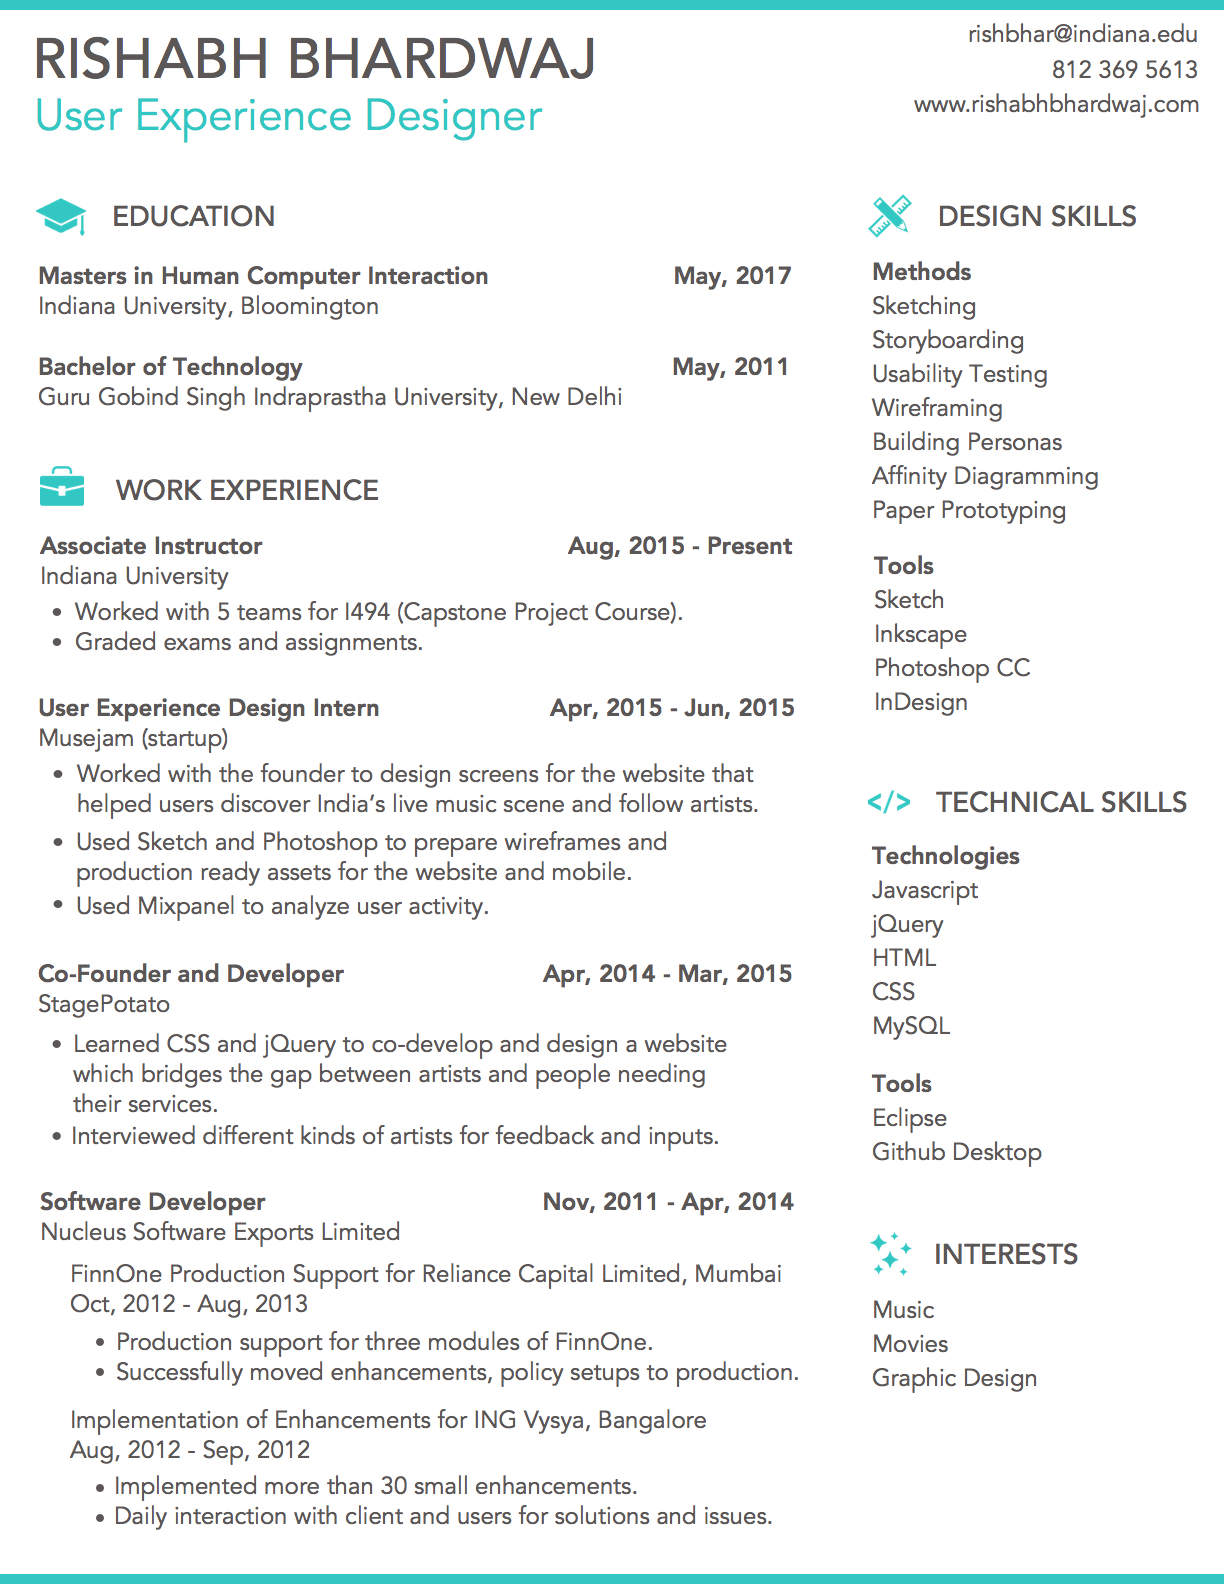 RISHABH BHARDWAJ
User Experience Designer
rishbhar@indiana.edu
812 369 5613
www.rishabhbhardwaj.com
EDUCATION
Masters in Human Computer Interaction May, 2017
Indiana University, Bloomington
Bachelor of Technology May, 2011
Guru Gobind Singh Indraprastha University, New Delhi
WORK EXPERIENCE
Associate Instructor Aug, 2015 - Present
Indiana University
• Worked with 5 teams for I494 (Capstone Project Course).
• Graded exams and assignments.
User Experience Design Intern Apr, 2015 - Jun, 2015
Musejam (startup)
• Worked with the founder to design screens for the website that
helped users discover India's live music scene and follow artists.
• Used Sketch and Photoshop to prepare wireframes and
production ready assets for the website and mobile.
• Used Mixpanel to analyze user activity.
Co-Founder and Developer Apr, 2014 - Mar, 2015
StagePotato
• Learned CSS and jQuery to co-develop and design a website
which bridges the gap between artists and people needing
their services.
• Interviewed different kinds of artists for feedback and inputs.
Software Developer Nov, 2011 - Apr, 2014
Nucleus Software Exports Limited
FinnOne Production Support for Reliance Capital Limited, Mumbai
Oct, 2012 - Aug, 2013
• Production support for three modules of FinnOne.
• Successfully moved enhancements, policy setups to production.
Implementation of Enhancements for ING Vysya, Bangalore
Aug, 2012 - Sep, 2012
• Implemented more than 30 small enhancements.
• Daily interaction with client and users for solutions and issues.
DESIGN SKILLS
Methods
Sketching
Storyboarding
Usability Testing
Wireframing
Building Personas
Affinity Diagramming
Paper Prototyping
Tools
Sketch
Inkscape
Photoshop CC
InDesign
</> TECHNICAL SKILLS
Technologies
Javascript
jQuery
HTML
CSS
MySQL
Tools
Eclipse
Github Desktop
INTERESTS
Music
Movies
Graphic Design